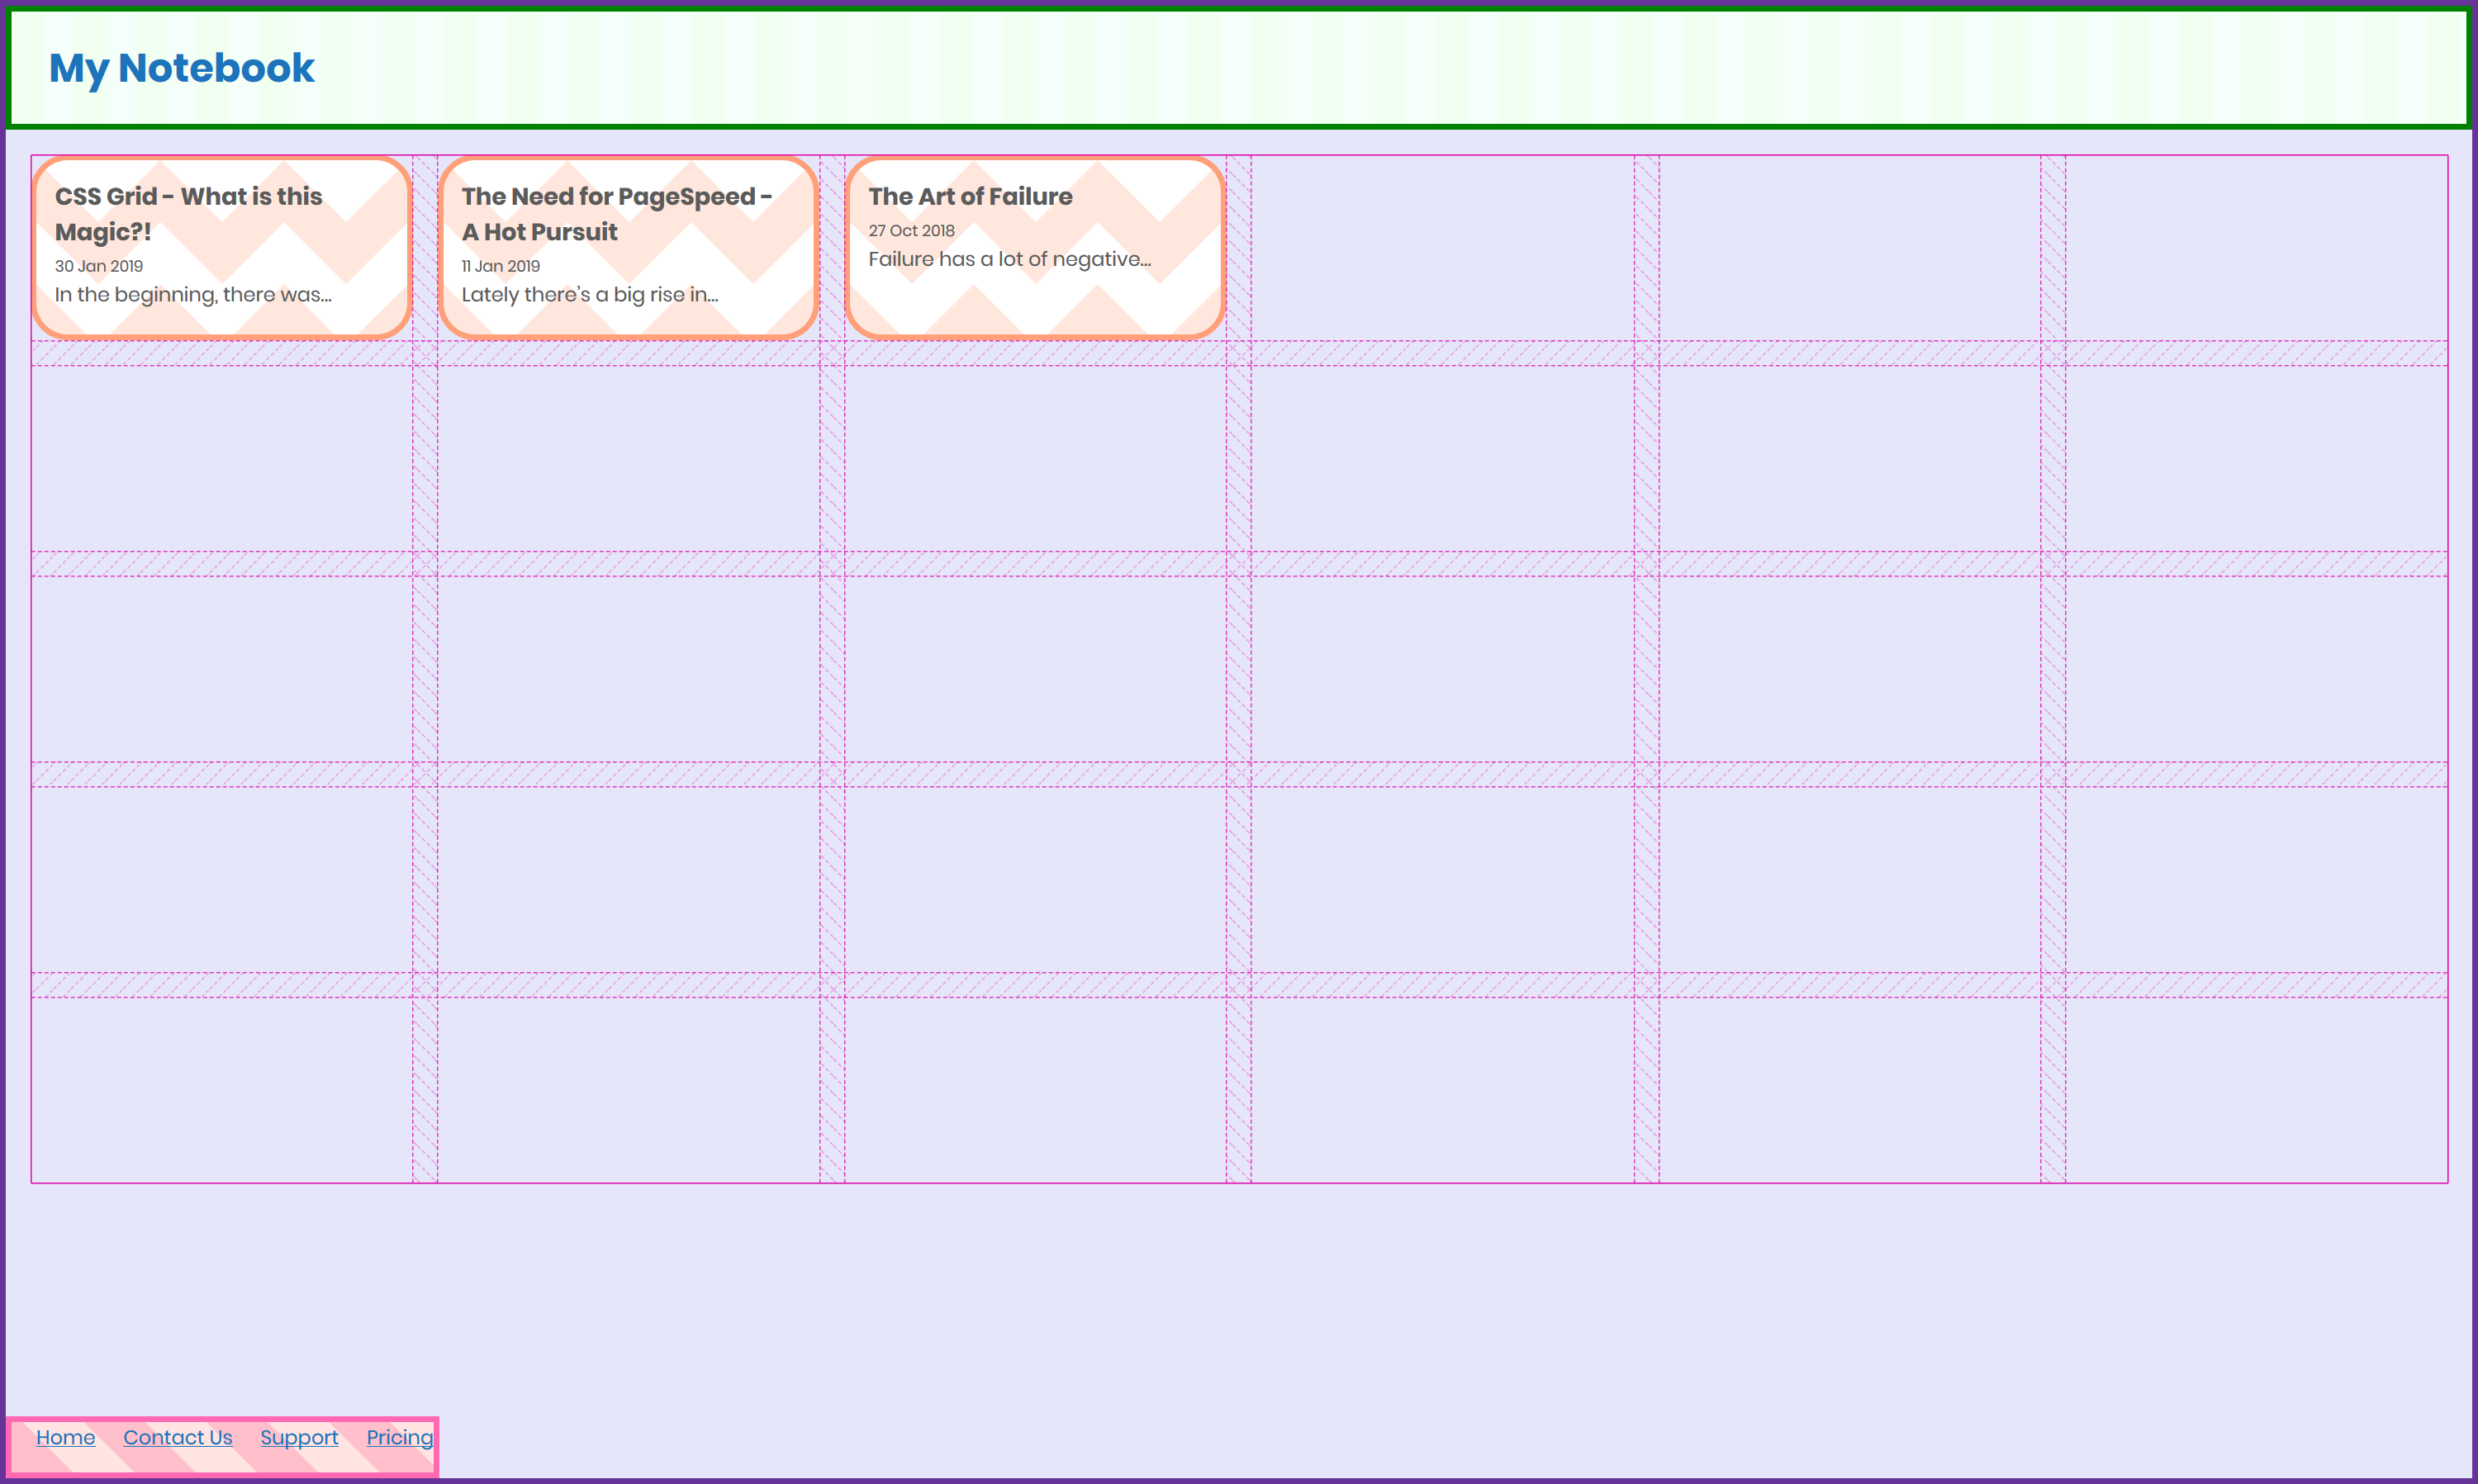 My Notebook
CSS Grid - What is this
Magic?!
30 Jan 2019
In the beginning, there was...
The Need for PageSpeed -
A Hot Pursuit
11 Jan 2019
Lately there's a big rise in...
The Art of Failure
27 Oct 2018
Failure has a lot of negative...
Home Contact Us Support Pricing